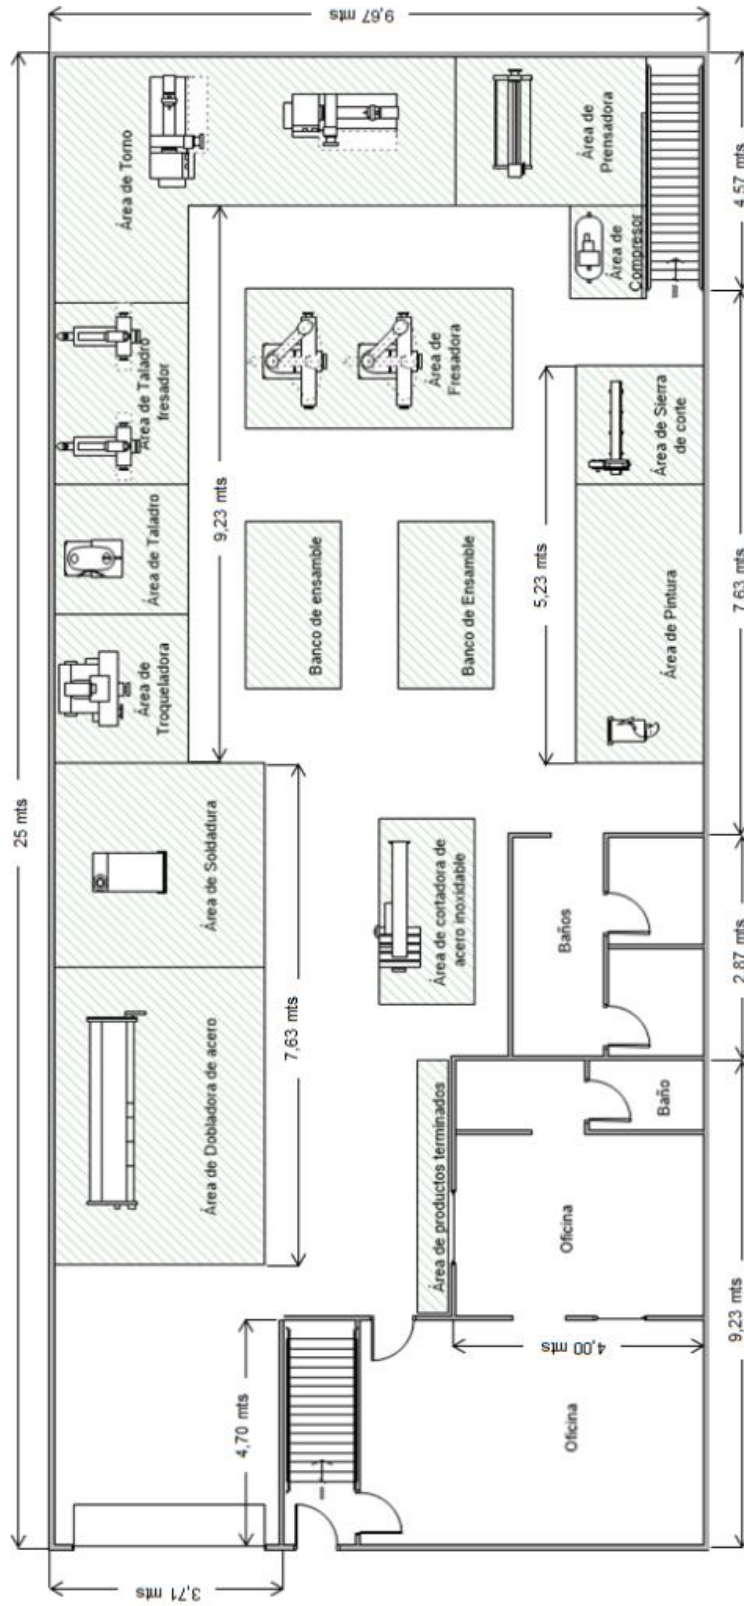 25 mts
3,71 mts
9,67 mts
Área de Dobladora de acero
Área de Soldadura
Área de
Troqueladora
Área de Taladro
Área de Taladro
fresador
Área de Torno
9,23 mts
4,70 mts
7,63 mts
Banco de ensamble
Banco de Ensamble
Área de
Fresadora
Área de productos terminados
Área de cortadora de
acero inoxidable
5,23 mts
Área de
Prensadora
Área de
Compresor
Oficina
4,00 mts
Oficina
Baño
Baños
Área de Pintura
Área de Sierra
de corte
9,23 mts
2,87 mts
7,63 mts
4,57 mts